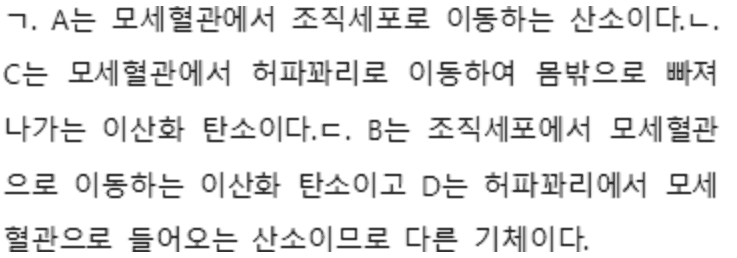 ㄱ. A는 모세혈관에서 조직세포로 이동하는 산소이다.ㄴ.
C는 모세혈관에서 허파꽈리로 이동하여 몸밖으로 빠져
나가는 이산화 탄소이다.ㄷ. B는 조직세포에서 모세혈관
으로 이동하는 이산화 탄소이고 D는 허파꽈리에서 모세
혈관으로 들어오는 산소이므로 다른 기체이다.